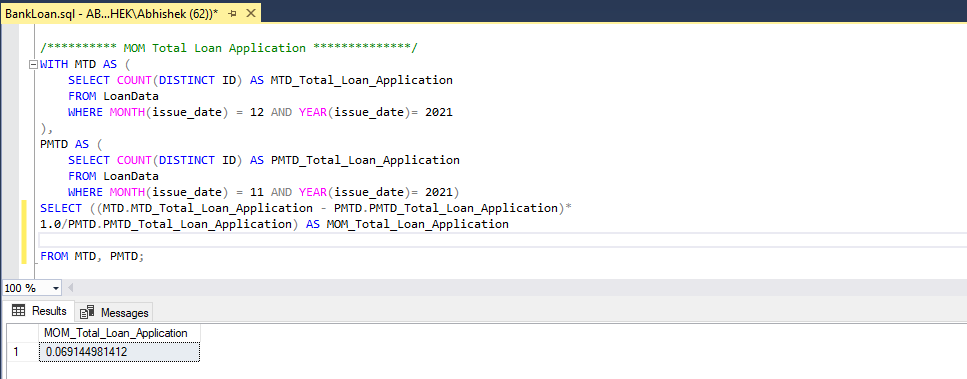 BankLoan.sql - AB...HEK\Abhishek (62))*
/********** MOM Total Loan Application **************/
WITH MTD AS (
SELECT COUNT(DISTINCT ID) AS MTD_Total_Loan_Application
FROM LoanData
WHERE MONTH(issue_date) = 12 AND YEAR(issue_date)= 2021
),
PMTD AS (
SELECT COUNT(DISTINCT ID) AS PMTD_Total_Loan_Application
FROM LoanData
WHERE MONTH(issue_date) = 11 AND YEAR(issue_date)= 2021)
SELECT ((MTD.MTD_Total_Loan_Application - PMTD.PMTD_Total_Loan_Application)*
1.0/PMTD.PMTD_Total_Loan_Application) AS MOM_Total_Loan_Application
FROM MTD, PMTD;
100 %
Results Messages
MOM_Total_Loan_Application
1 0.069144981412